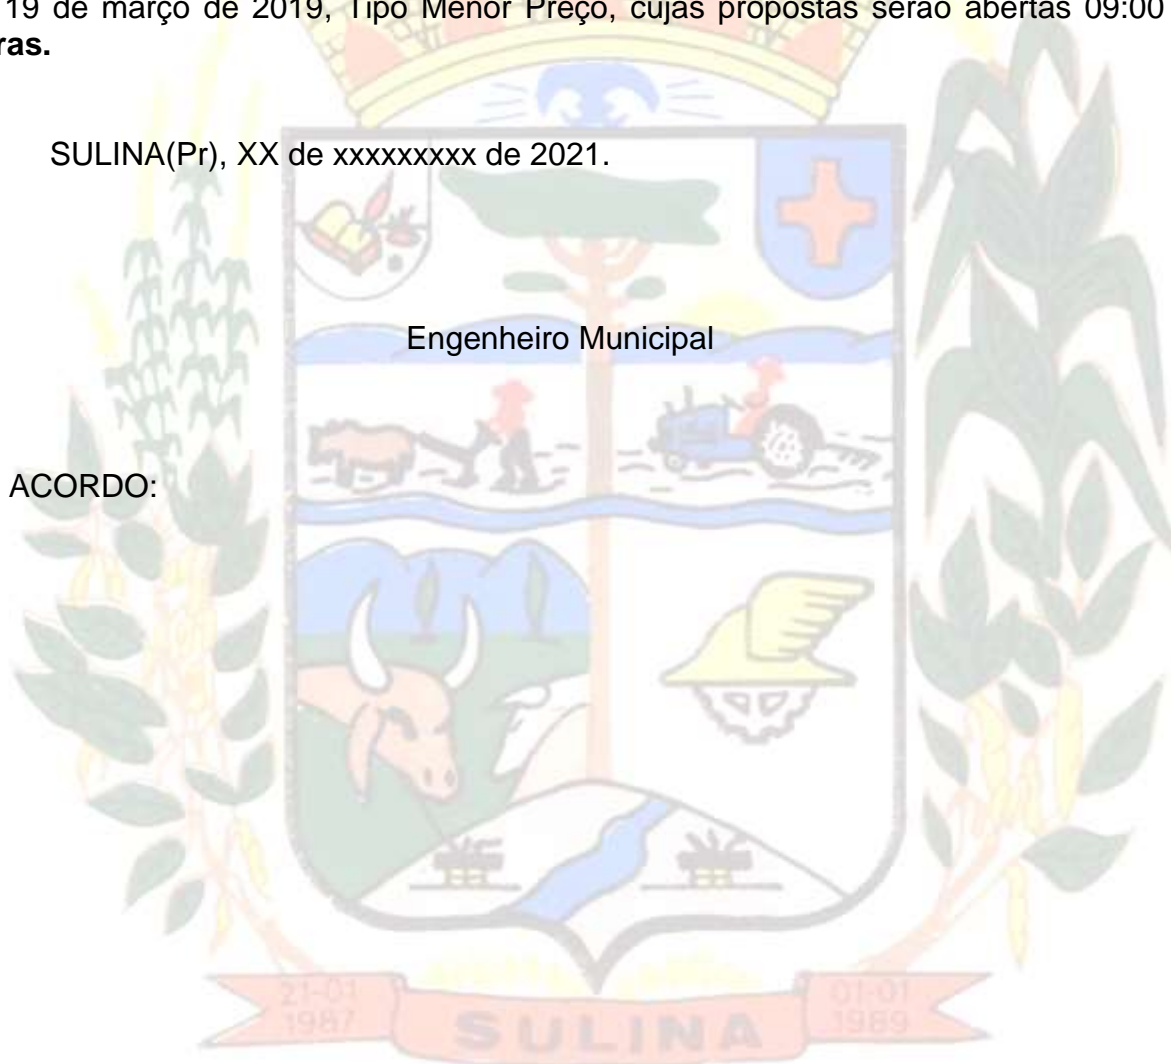 19 de março de 2019, Tipo Menor Preço, cujas propostas serão abertas 09:00
ras.
SULINA(Pr), XX de xxxxxxxxx de 2021.
Engenheiro Municipal
ACORDO:
21-01
1987
SULINA
01-01
1989